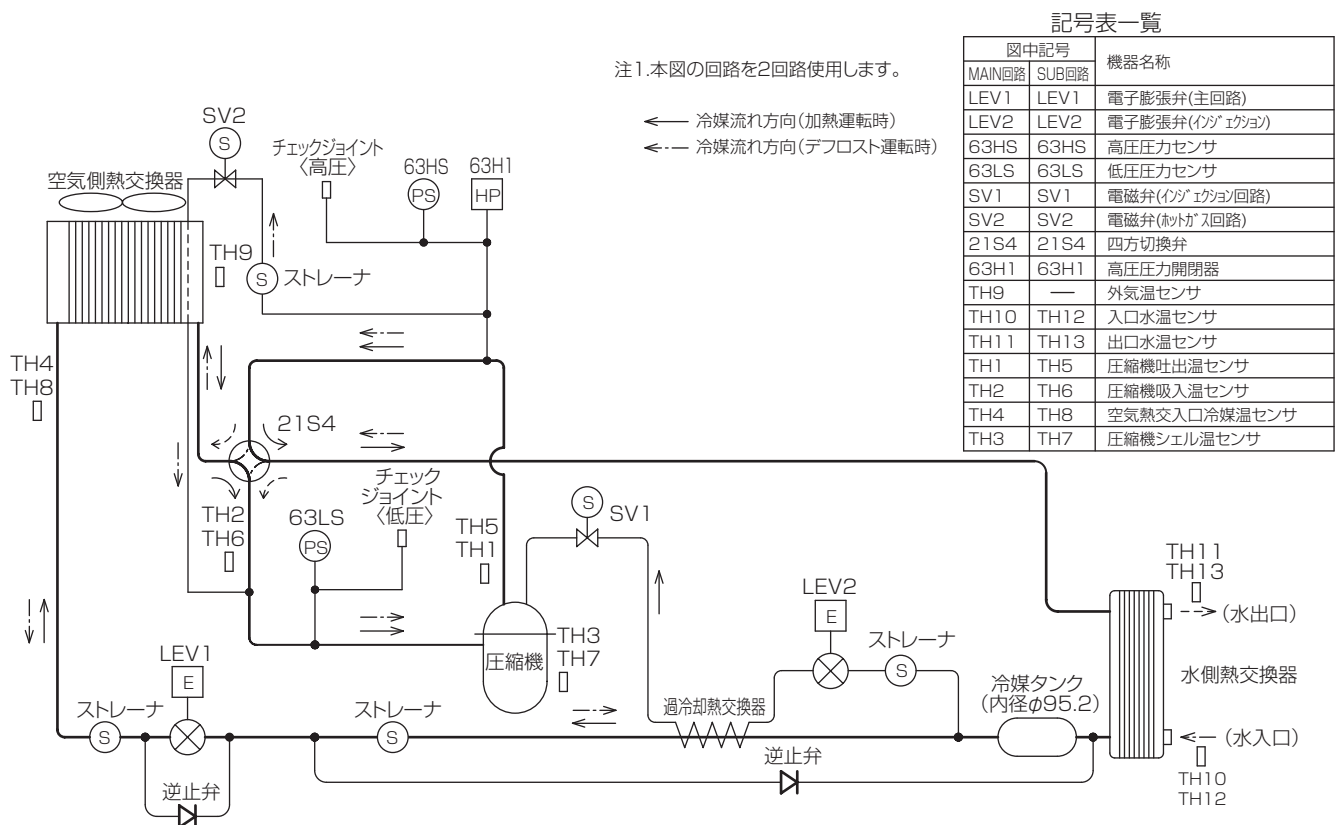 記号表一覧
図中記号 機器名称
MAIN回路 SUB回路
LEV1 LEV1 電子膨張弁(主回路)
LEV2 LEV2 電子膨張弁(インジェクション)
63HS 63HS 高圧圧力センサ
63LS 63LS 低圧圧力センサ
SV1 SV1 電磁弁(インジェクション回路)
SV2 SV2 電磁弁(ホットガス回路)
21S4 21S4 四方切換弁
63H1 63H1 高圧圧力開閉器
TH9 — 外気温センサ
TH10 TH12 入口水温センサ
TH11 TH13 出口水温センサ
TH1 TH5 圧縮機吐出温センサ
TH2 TH6 圧縮機吸入温センサ
TH4 TH8 空気熱交入口冷媒温センサ
TH3 TH7 圧縮機シェル温センサ
注1.本図の回路を2回路使用します。
冷媒流れ方向(加熱運転時)
冷媒流れ方向(デフロスト運転時)
SV2
S
チェックジョイント
〈高圧〉
63HS
PS
63H1
HP
空気側熱交換器
TH9
S ストレーナ
TH4
TH8
21S4
TH2
TH6
63LS
PS
チェック
ジョイント
〈低圧〉
TH5
TH1
S
SV1
圧縮機
TH3
TH7
LEV2
E
ストレーナ
S
過冷却熱交換器
冷媒タンク
(内径φ95.2)
TH11
TH13
(水出口)
水側熱交換器
(水入口)
TH10
TH12
LEV1
E
ストレーナ
S
ストレーナ
S
逆止弁
逆止弁